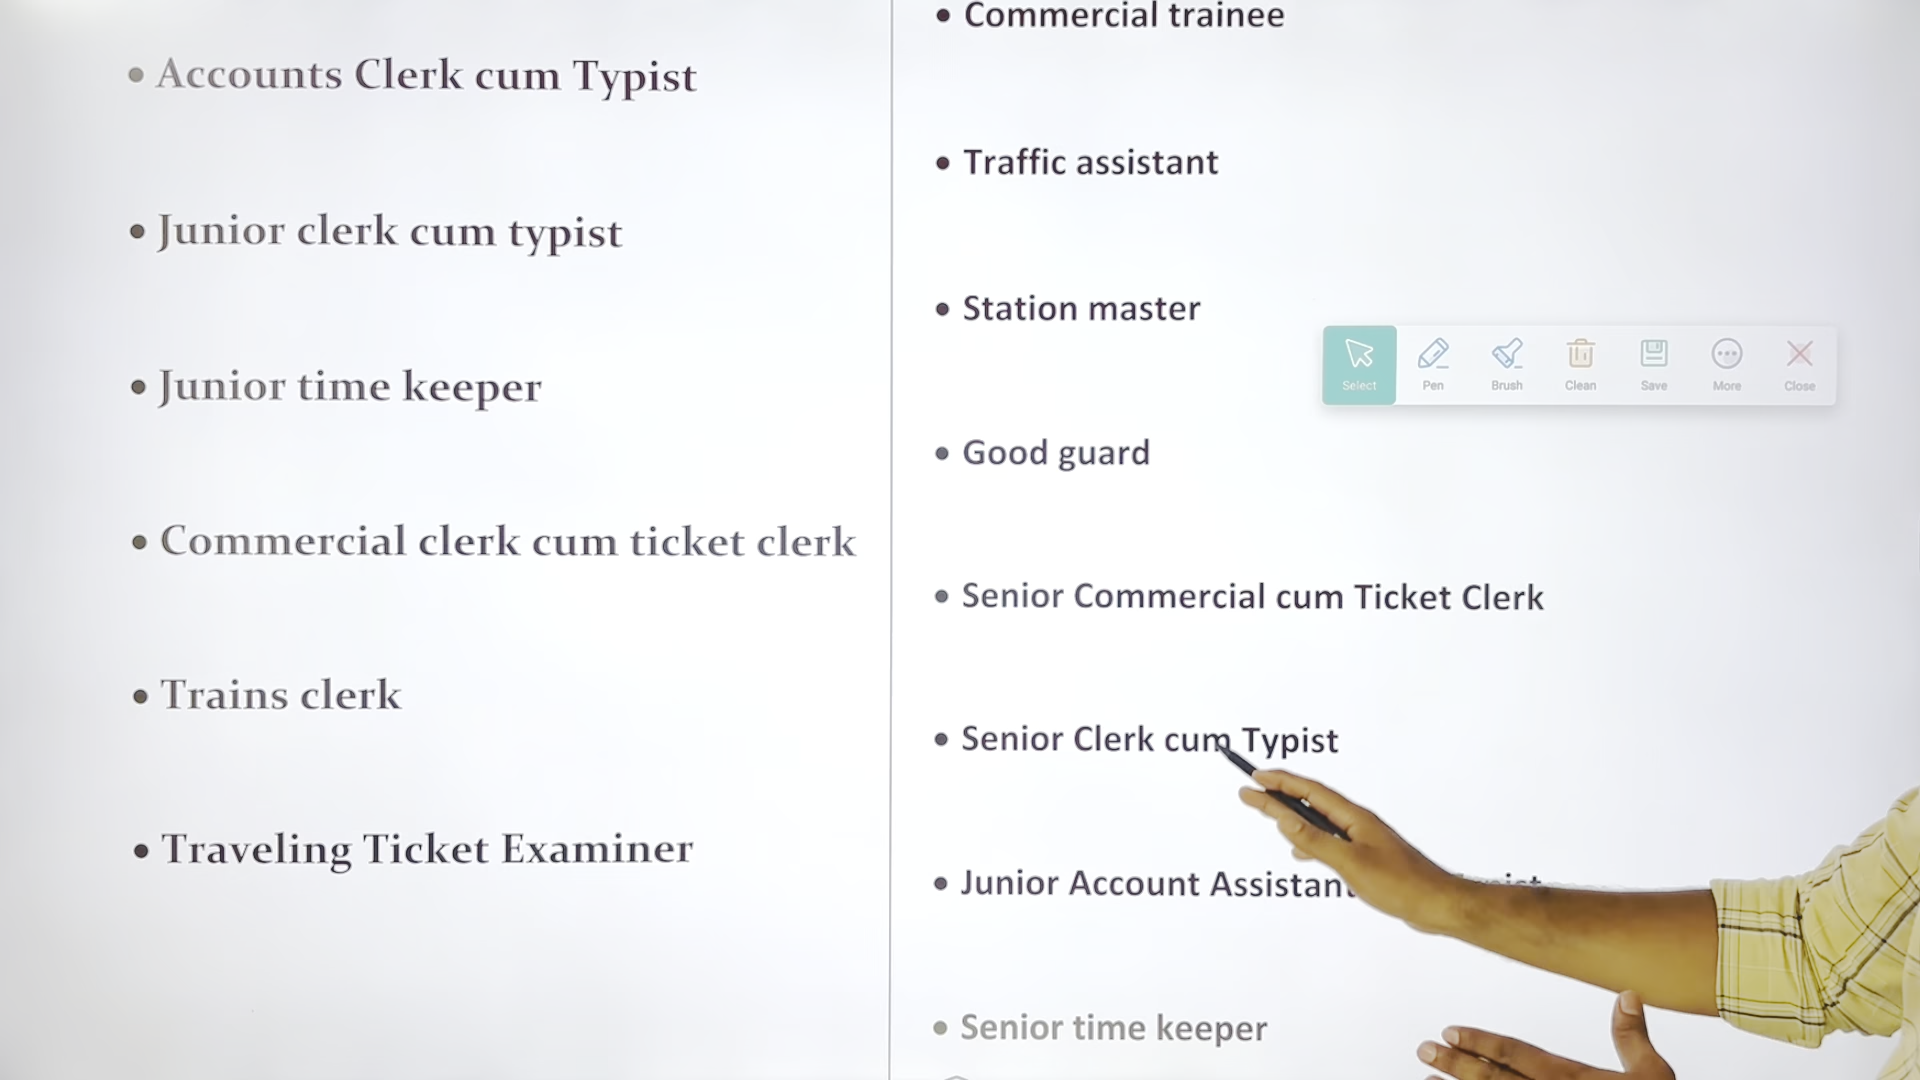 • Accounts Clerk cum Typist
• Junior clerk cum typist
• Junior time keeper
• Commercial clerk cum ticket clerk
• Trains clerk
• Traveling Ticket Examiner
• Commercial trainee
• Traffic assistant
• Station master
• Good guard
• Senior Commercial cum Ticket Clerk
• Senior Clerk cum Typist
• Junior Account Assistant
• Senior time keeper
Select Pen Brush Clean Save More Close